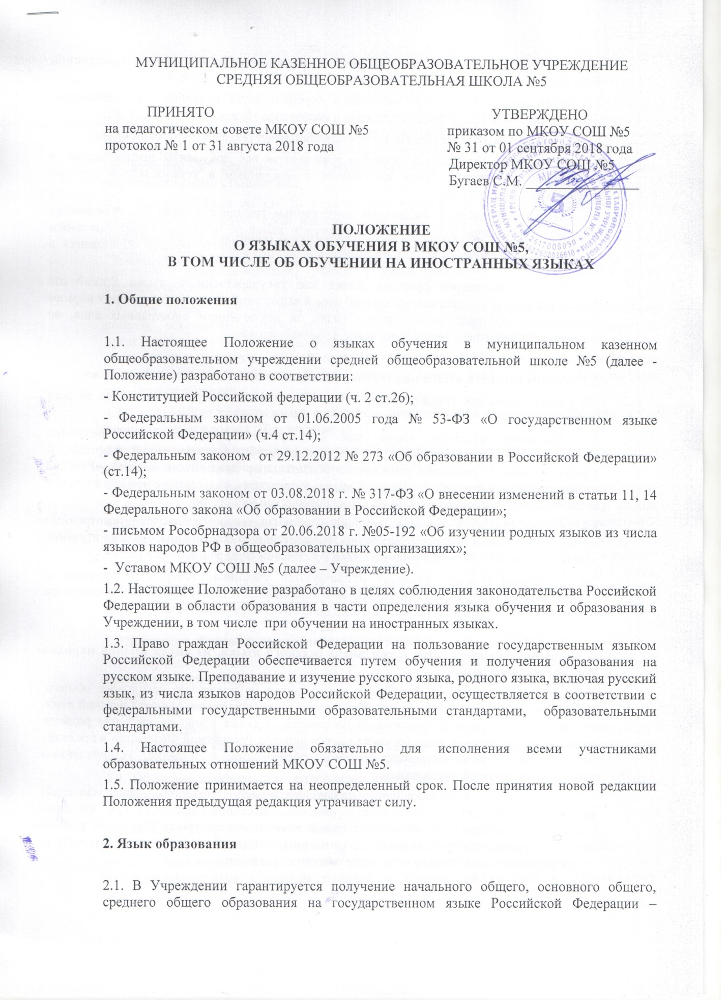 МУНИЦИПАЛЬНОЕ КАЗЕННОЕ ОБЩЕОБРАЗОВАТЕЛЬНОЕ УЧРЕЖДЕНИЕ
СРЕДНЯЯ ОБЩЕОБРАЗОВАТЕЛЬНАЯ ШКОЛА №5
ПРИНЯТО
на педагогическом совете МКОУ СОШ №5
протокол № 1 от 31 августа 2018 года
УТВЕРЖДЕНО
приказом по МКОУ СОШ №5
№ 31 от 01 сентября 2018 года
Директор МКОУ СОШ №5
Бугаев С.М. ________________
ПОЛОЖЕНИЕ
О ЯЗЫКАХ ОБУЧЕНИЯ В МКОУ СОШ №5,
В ТОМ ЧИСЛЕ ОБ ОБУЧЕНИИ НА ИНОСТРАННЫХ ЯЗЫКАХ
1. Общие положения
1.1. Настоящее Положение о языках обучения в муниципальном казенном
общеобразовательном учреждении средней общеобразовательной школе №5 (далее -
Положение) разработано в соответствии:
- Конституцией Российской федерации (ч. 2 ст.26);
- Федеральным законом от 01.06.2005 года № 53-ФЗ «О государственном языке
Российской Федерации» (ч.4 ст.14);
- Федеральным законом от 29.12.2012 № 273 «Об образовании в Российской Федерации»
(ст.14);
- Федеральным законом от 03.08.2018 г. № 317-ФЗ «О внесении изменений в статьи 11, 14
Федерального закона «Об образовании в Российской Федерации»;
- письмом Рособрнадзора от 20.06.2018 г. №05-192 «Об изучении родных языков из числа
языков народов РФ в общеобразовательных организациях»;
- Уставом МКОУ СОШ №5 (далее – Учреждение).
1.2. Настоящее Положение разработано в целях соблюдения законодательства Российской
Федерации в области образования в части определения языка обучения и образования в
Учреждении, в том числе при обучении на иностранных языках.
1.3. Право граждан Российской Федерации на пользование государственным языком
Российской Федерации обеспечивается путем обучения и получения образования на
русском языке. Преподавание и изучение русского языка, родного языка, включая русский
язык, из числа языков народов Российской Федерации, осуществляется в соответствии с
федеральными государственными образовательными стандартами, образовательными
стандартами.
1.4. Настоящее Положение обязательно для исполнения всеми участниками
образовательных отношений МКОУ СОШ №5.
1.5. Положение принимается на неопределенный срок. После принятия новой редакции
Положения предыдущая редакция утрачивает силу.
2. Язык образования
2.1. В Учреждении гарантируется получение начального общего, основного общего,
среднего общего образования на государственном языке Российской Федерации –